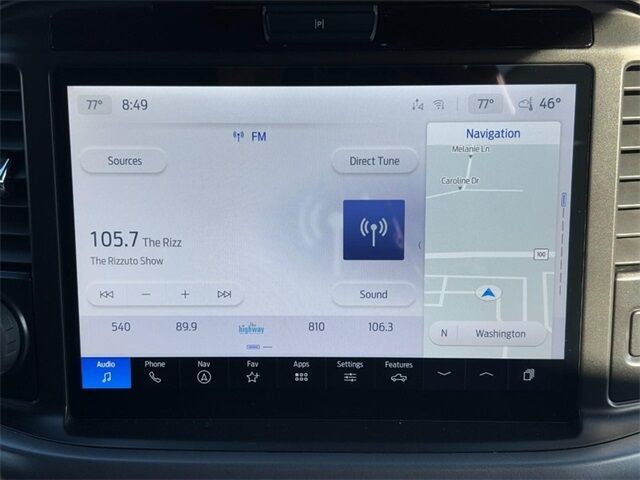 P
77° 8:49 77° 46°
FM
Sources
Direct Tune
105.7 The Rizz
The Rizzuto Show
Sound
540 89.9 the highway 810 106.3
Navigation
Melanie Ln
Caroline Dr
100
N Washington
Audio Phone Nav Fav Apps Settings Features